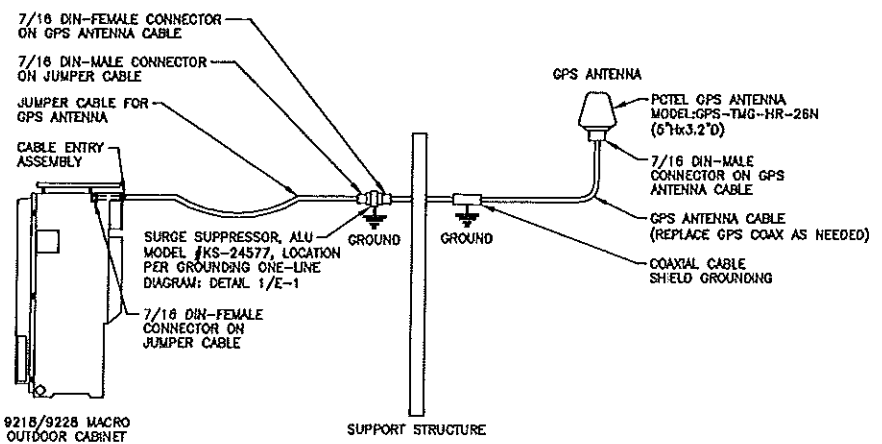 7/16 DIN-FEMALE CONNECTOR
ON GPS ANTENNA CABLE
7/16 DIN-MALE CONNECTOR
ON JUMPER CABLE
JUMPER CABLE FOR
GPS ANTENNA
CABLE ENTRY
ASSEMBLY
SURGE SUPPRESSOR, ALU
MODEL #KS-24577, LOCATION
PER GROUNDING ONE-LINE
DIAGRAM: DETAIL 1/E-1
7/16 DIN-FEMALE
CONNECTOR ON
JUMPER CABLE
9218/9228 MACRO
OUTDOOR CABINET
GROUND
GROUND
SUPPORT STRUCTURE
GPS ANTENNA
PCTEL GPS ANTENNA
MODEL:GPS-TMG-HR-26N
(5"Hx3.2"D)
7/16 DIN-MALE
CONNECTOR ON GPS
ANTENNA CABLE
GPS ANTENNA CABLE
(REPLACE GPS COAX AS NEEDED)
COAXIAL CABLE
SHIELD GROUNDING